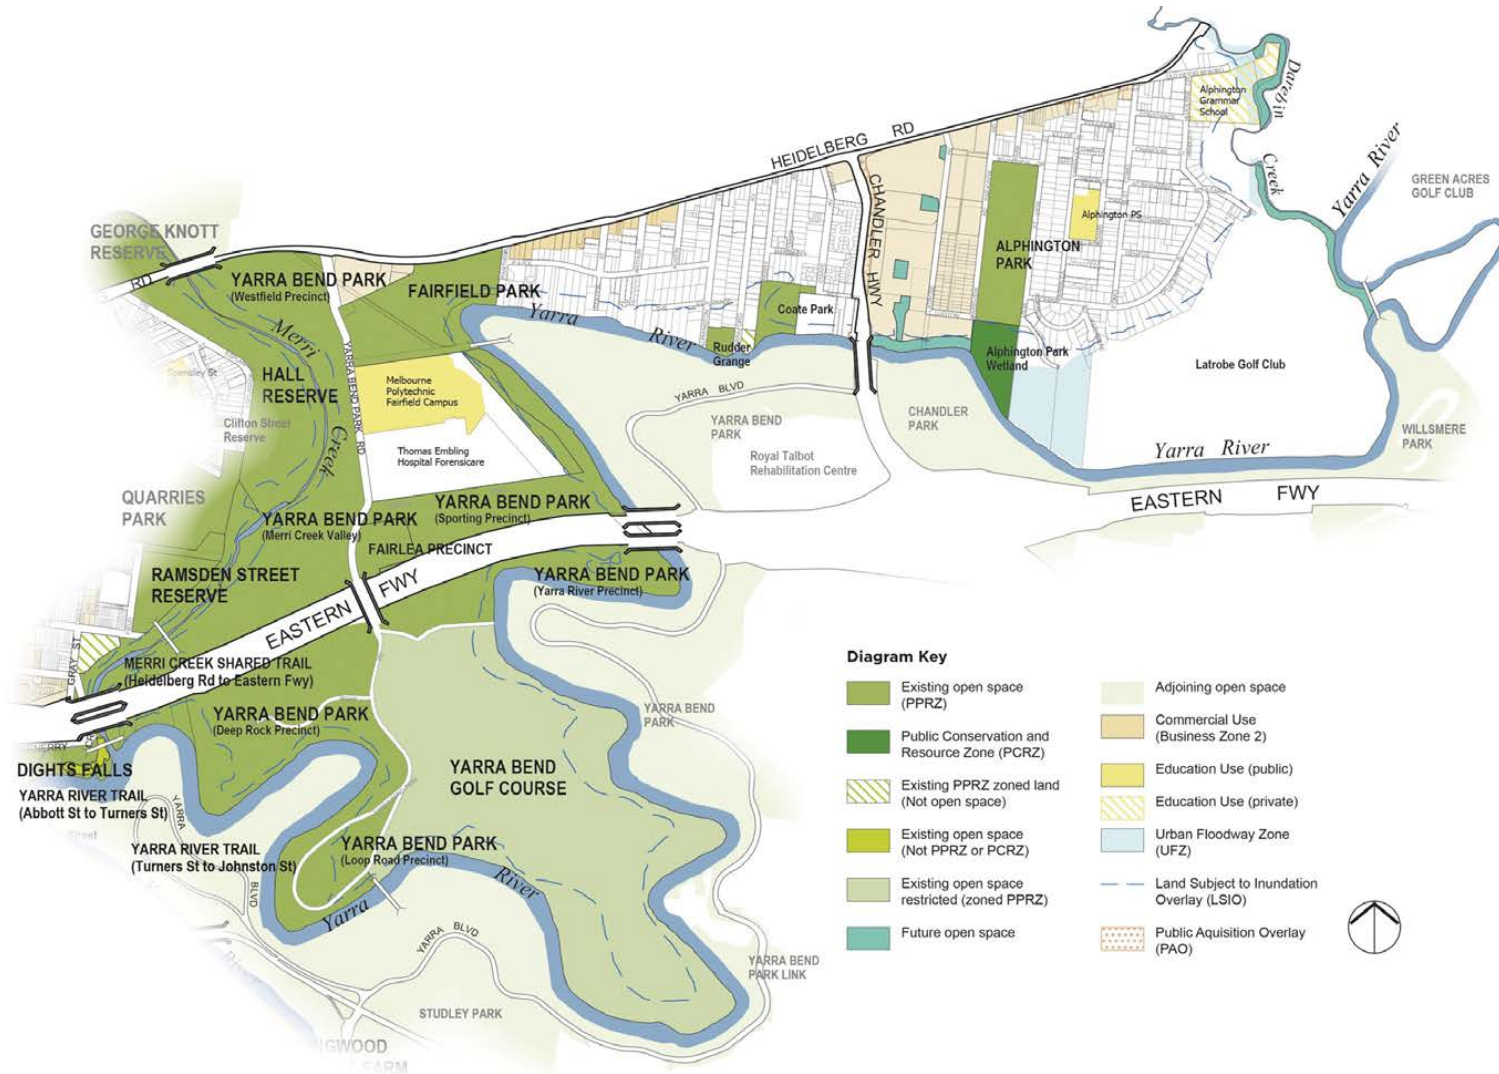 HEIDELBERG RD
CHANDLER HWY
Alphington
Grammar
School
Darebin
Creek
Yarra River
GREEN ACRES
GOLF CLUB
GEORGE KNOTT
RESERVE
RD
YARRA BEND PARK
(Westfield Precinct)
FAIRFIELD PARK
Alphington PS
ALPHINGTON
PARK
Merri
Creek
Yarra
River
Coate Park
Rudder
Grange
Alphington Park
Wetland
Latrobe Golf Club
HALL
RESERVE
YARRA BEND PARK RD
Melbourne
Polytechnic
Fairfield Campus
YARRA BLVD
YARRA BEND
PARK
CHANDLER
PARK
WILLSMERE
PARK
Clifton Street
Reserve
Thomas Embling
Hospital Forensicare
Royal Talbot
Rehabilitation Centre
Yarra River
QUARRIES
PARK
YARRA BEND PARK
(Sporting Precinct)
EASTERN FWY
YARRA BEND PARK
(Merri Creek Valley)
FAIRLEA PRECINCT
RAMSDEN STREET
RESERVE
YARRA BEND PARK
(Yarra River Precinct)
EASTERN FWY
GRAY ST
MERRI CREEK SHARED TRAIL
(Heidelberg Rd to Eastern Fwy)
YARRA BEND PARK
(Deep Rock Precinct)
YARRA BEND
PARK
DIGHTS FALLS
YARRA RIVER TRAIL
(Abbott St to Turners St)
YARRA
BLVD
YARRA BEND
GOLF COURSE
YARRA RIVER TRAIL
(Turners St to Johnston St)
YARRA BEND PARK
(Loop Road Precinct)
Yarra
River
YARRA BLVD
YARRA BEND
PARK LINK
STUDLEY PARK
Diagram Key
Existing open space
(PPRZ)
Public Conservation and
Resource Zone (PCRZ)
Existing PPRZ zoned land
(Not open space)
Existing open space
(Not PPRZ or PCRZ)
Existing open space
restricted (zoned PPRZ)
Future open space
Adjoining open space
Commercial Use
(Business Zone 2)
Education Use (public)
Education Use (private)
Urban Floodway Zone
(UFZ)
Land Subject to Inundation
Overlay (LSIO)
Public Aquisition Overlay
(PAO)